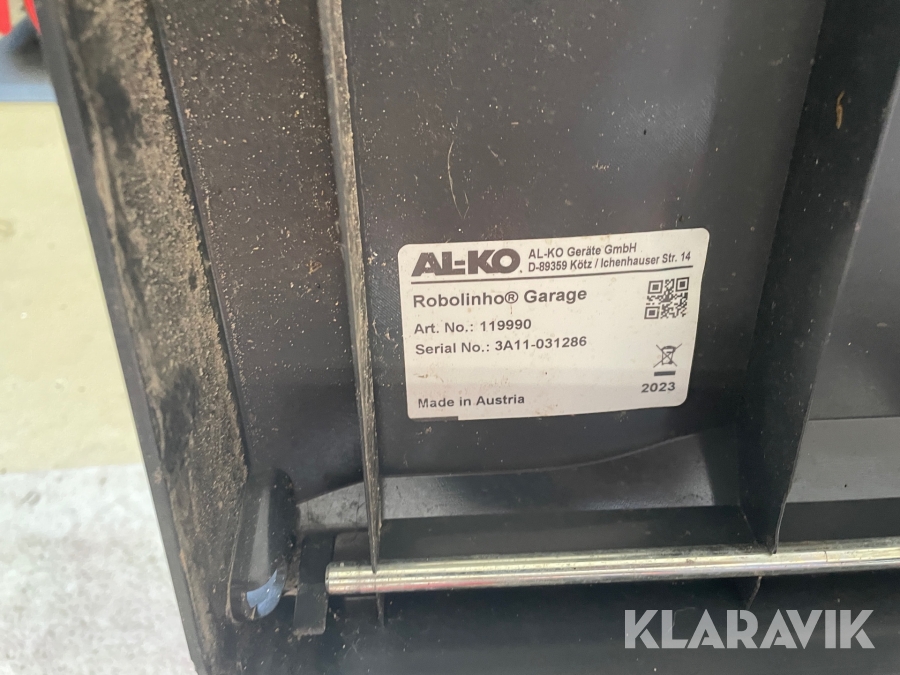 AL-KO
AL-KO Geräte GmbH
D-89359 Kötz / Ichenhauser Str. 14
Robolinho® Garage
Art. No.: 119990
Serial No.: 3A11-031286
2023
Made in Austria
KLARAVIK